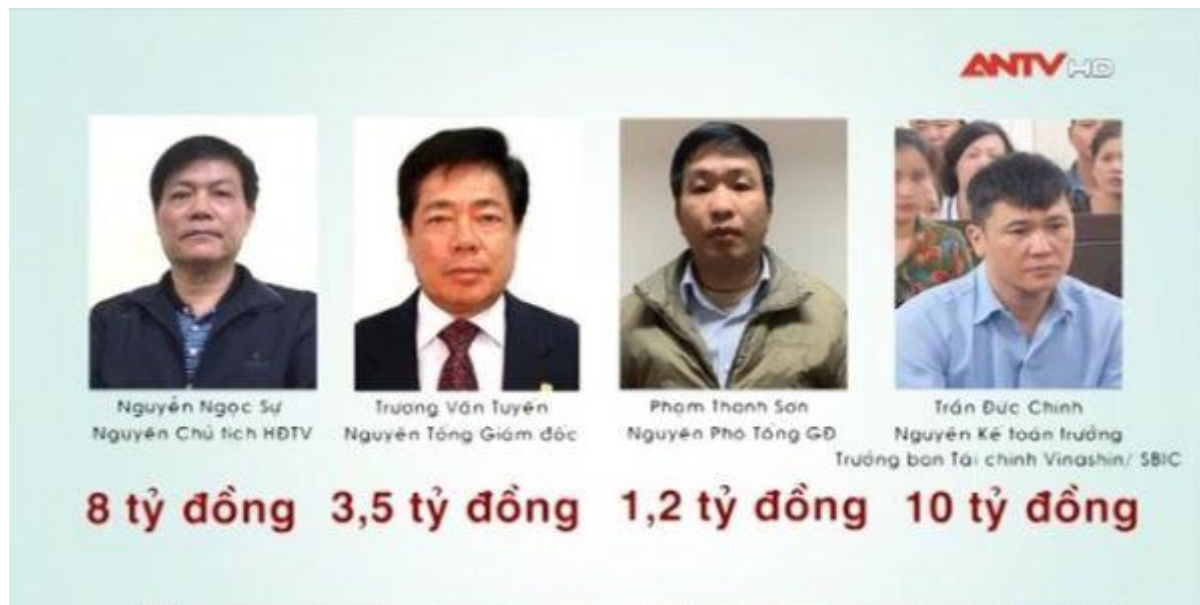 ANTV HD
Nguyễn Ngọc Sự
Nguyên Chủ tịch HĐTV
8 tỷ đồng
Trương Văn Tuyến
Nguyên Tổng Giám đốc
3,5 tỷ đồng
Phạm Thanh Sơn
Nguyên Phó Tổng GĐ
1,2 tỷ đồng
Trần Đức Chính
Nguyên Kế toán trưởng
Trưởng ban Tài chính Vinashin/ SBIC
10 tỷ đồng